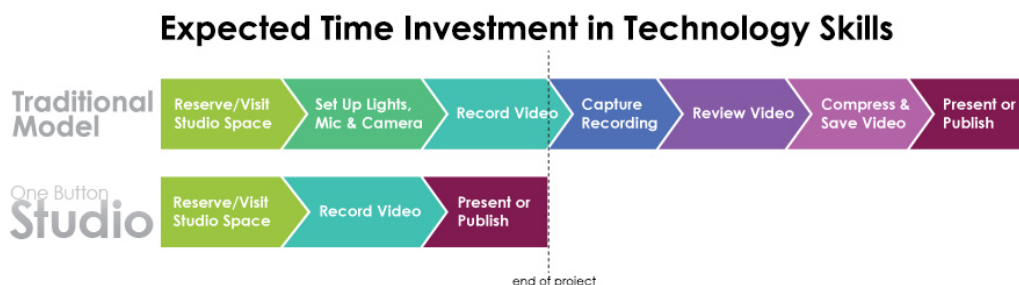 Expected Time Investment in Technology Skills
Traditional
Model
Reserve/Visit
Studio Space
Set Up Lights,
Mic & Camera
Record Video
Capture
Recording
Review Video
Compress &
Save Video
Present or
Publish
One Button
Studio
Reserve/Visit
Studio Space
Record Video
Present or
Publish
end of project